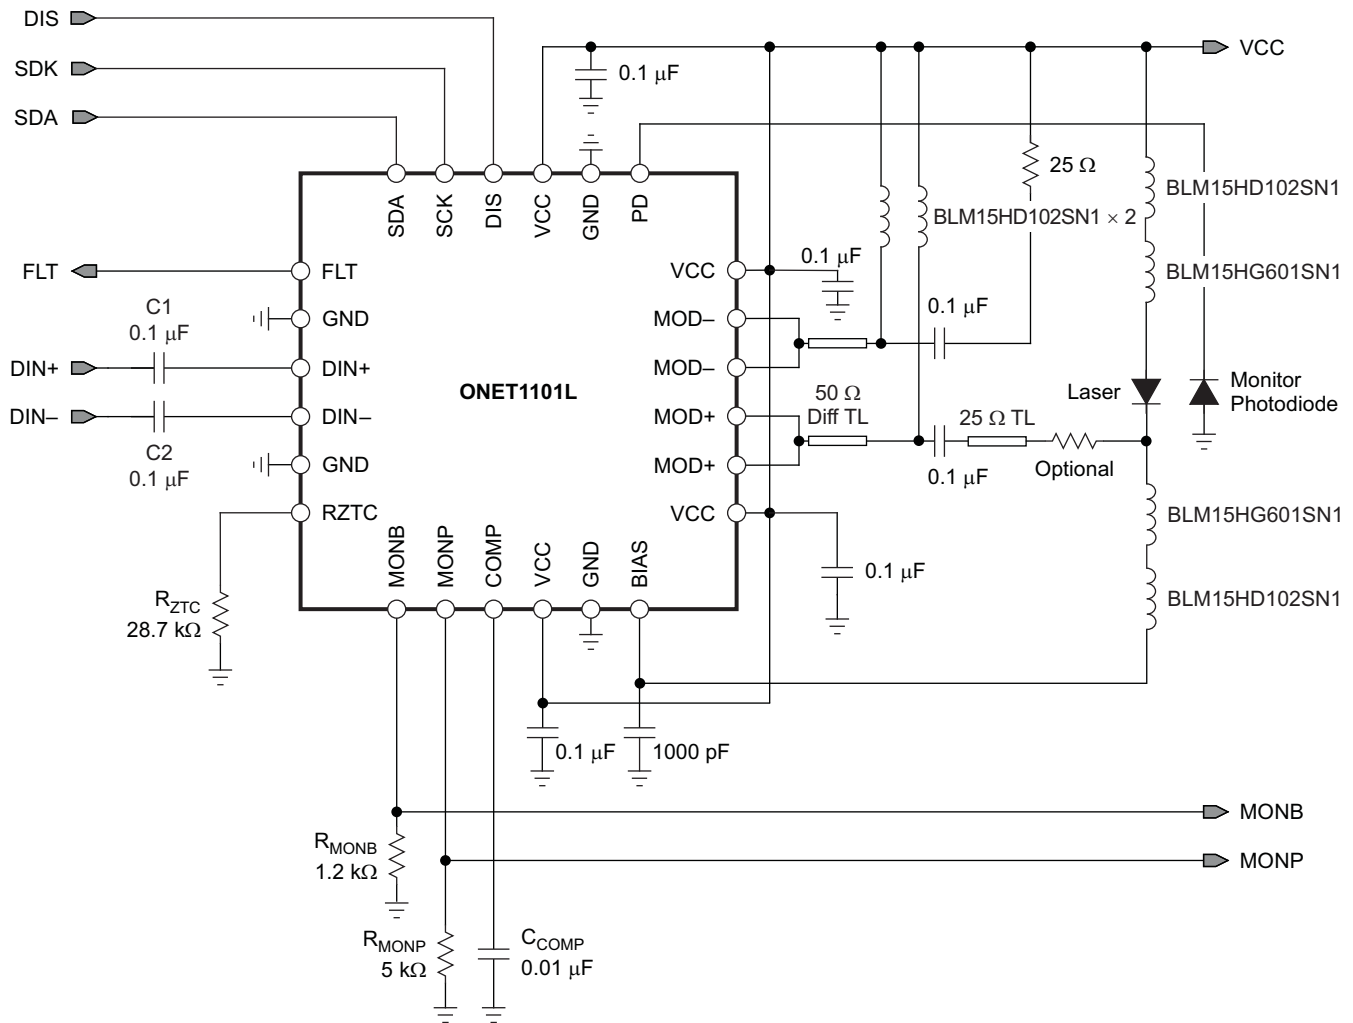 DIS
SDK
SDA
VCC
0.1 μF
25 Ω
BLM15HD102SN1
BLM15HD102SN1 × 2
BLM15HG601SN1
SDA
SCK
DIS
VCC
GND
PD
FLT
FLT
VCC
0.1 μF
C1
0.1 μF
GND
MOD–
0.1 μF
DIN+
DIN+
MOD–
ONET1101L
50 Ω
Diff TL
Laser
Monitor
Photodiode
DIN–
DIN–
MOD+
25 Ω TL
C2
0.1 μF
GND
MOD+
0.1 μF
Optional
RZTC
VCC
BLM15HG601SN1
MONB
MONP
COMP
VCC
GND
BIAS
0.1 μF
BLM15HD102SN1
RZTC
28.7 kΩ
0.1 μF
1000 pF
MONB
RMONB
1.2 kΩ
MONP
RMONP
5 kΩ
CCOMP
0.01 μF